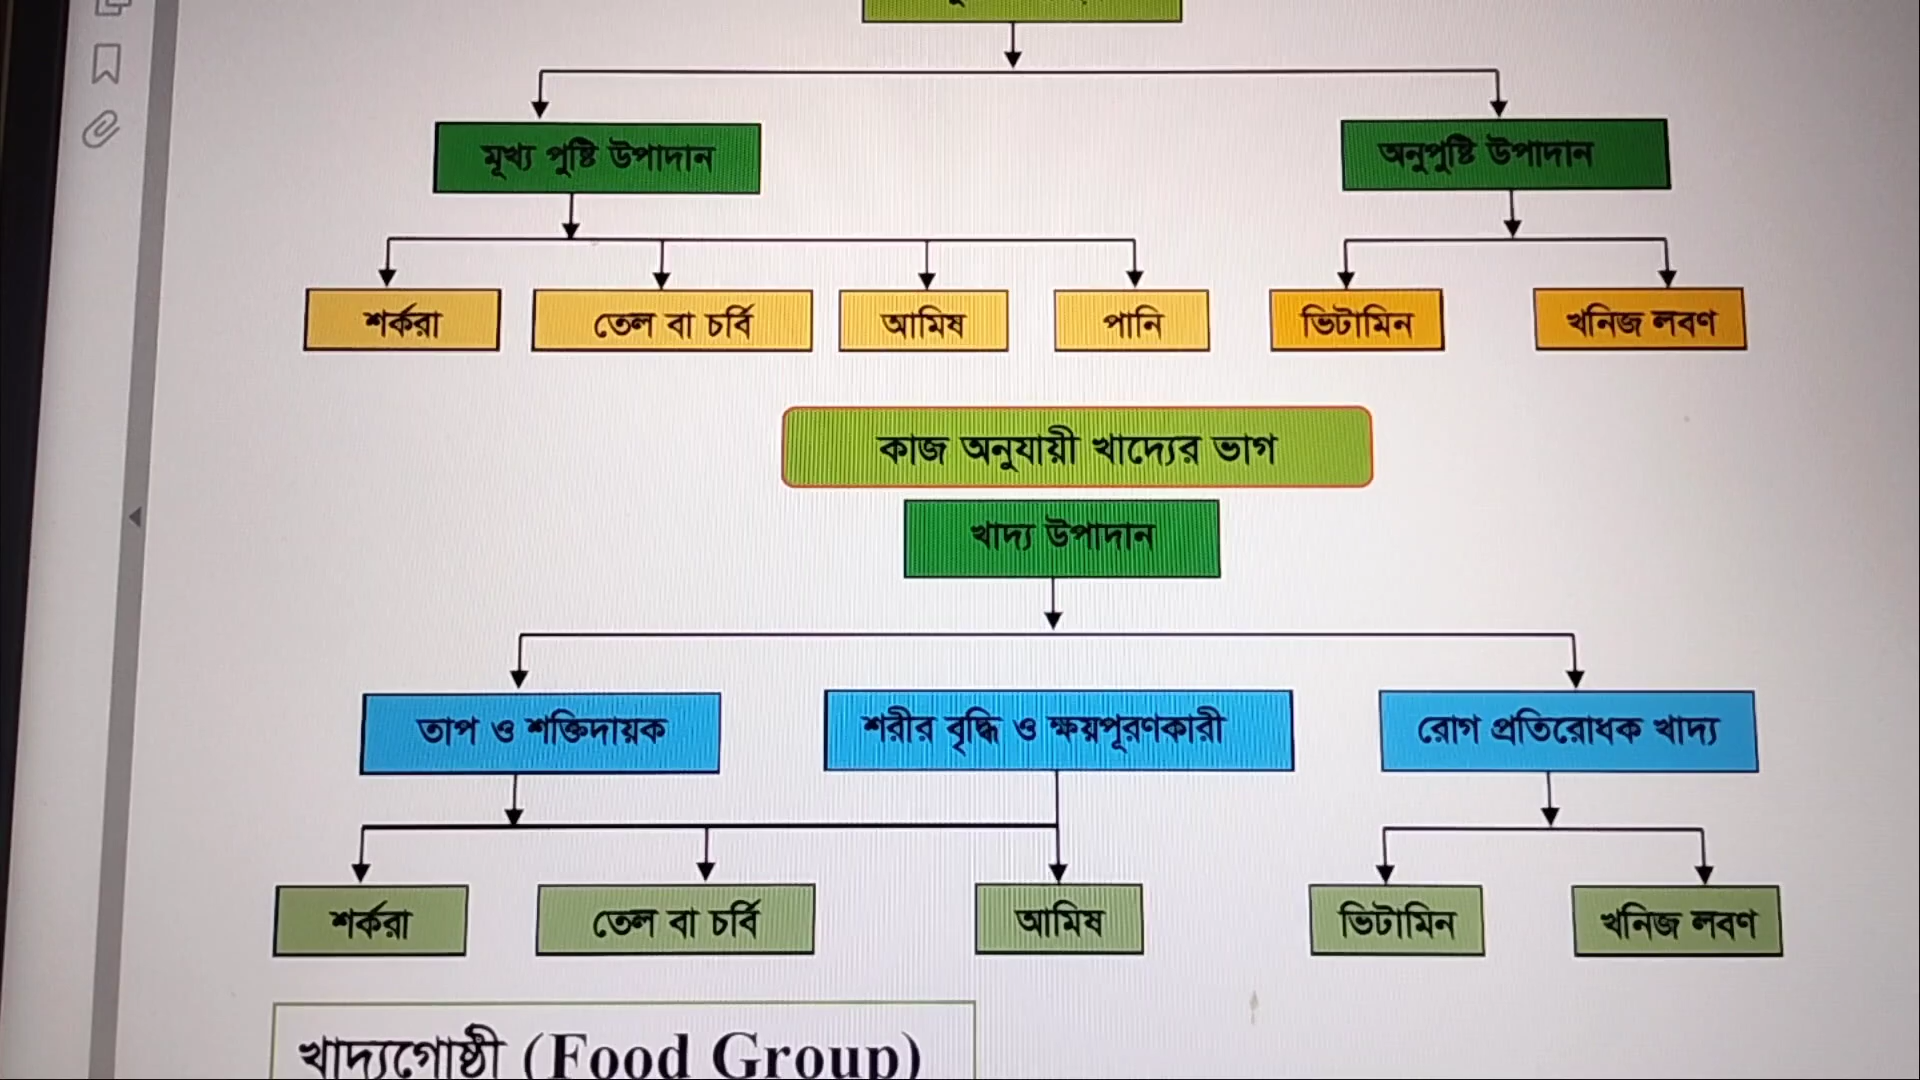 মূখ্য পুষ্টি উপাদান
অনুপুষ্টি উপাদান
শর্করা
তেল বা চর্বি
আমিষ
পানি
ভিটামিন
খনিজ লবণ
কাজ অনুযায়ী খাদ্যের ভাগ
খাদ্য উপাদান
তাপ ও শক্তিদায়ক
শরীর বৃদ্ধি ও ক্ষয়পূরণকারী
রোগ প্রতিরোধক খাদ্য
শর্করা
তেল বা চর্বি
আমিষ
ভিটামিন
খনিজ লবণ
খাদ্যগোষ্ঠী (Food Group)